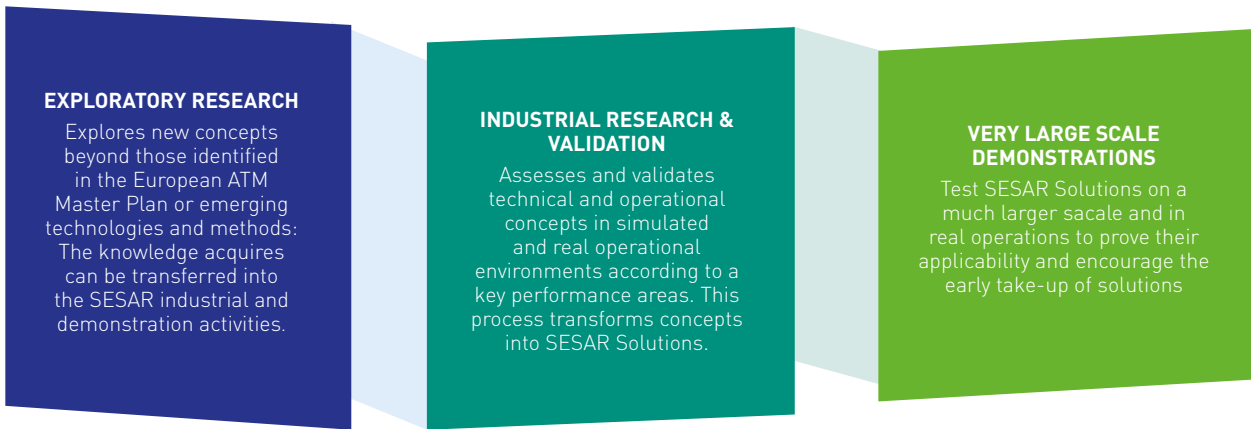 EXPLORATORY RESEARCH
Explores new concepts
beyond those identified
in the European ATM
Master Plan or emerging
technologies and methods:
The knowledge acquires
can be transferred into
the SESAR industrial and
demonstration activities.
INDUSTRIAL RESEARCH &
VALIDATION
Assesses and validates
technical and operational
concepts in simulated
and real operational
environments according to a
key performance areas. This
process transforms concepts
into SESAR Solutions.
VERY LARGE SCALE
DEMONSTRATIONS
Test SESAR Solutions on a
much larger sacale and in
real operations to prove their
applicability and encourage the
early take-up of solutions